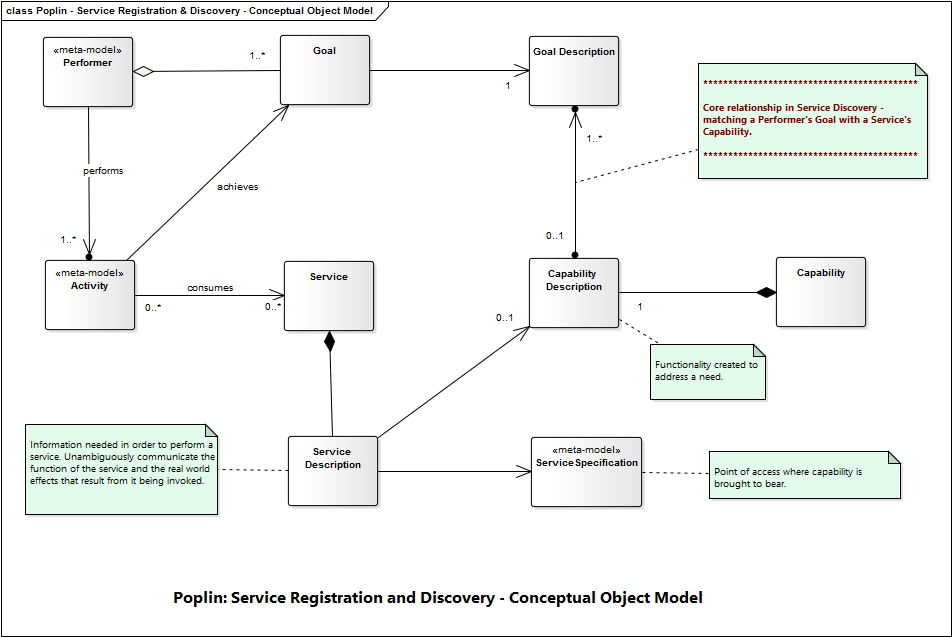 class Poplin - Service Registration & Discovery - Conceptual Object Model
«meta-model»
Performer
1..*
Goal
Goal Description
1
******************************************
Core relationship in Service Discovery -
matching a Performer's Goal with a Service's
Capability.
******************************************
1..*
performs
achieves
1..*
0..1
«meta-model»
Activity
consumes
0..*
0..*
Service
Capability
Description
1
Capability
0..1
Functionality created to
address a need.
Information needed in order to perform a
service. Unambiguously communicate the
function of the service and the real world
effects that result from it being invoked.
Service
Description
«meta-model»
ServiceSpecification
Point of access where capability is
brought to bear.
Poplin: Service Registration and Discovery - Conceptual Object Model